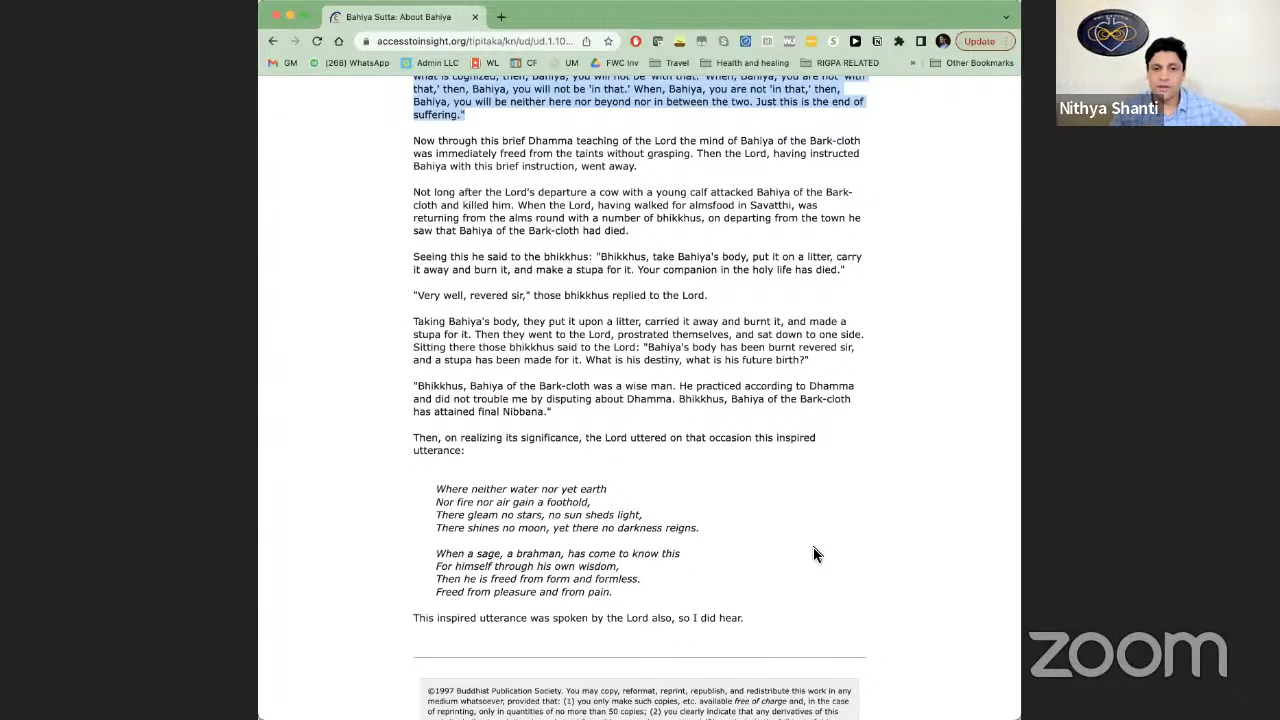 Bahiya Sutta: About Bahiya
accesstoinsight.org/tipitaka/kn/ud/ud.1.10...
Update
GM
(268) WhatsApp
Admin LLC
WL
CF
UM
FWC Inv
Travel
Health and healing
RIGPA RELATED
»
Other Bookmarks
what is cognized, then, Bahiya, you will not be 'with that.' When, Bahiya, you are not 'with
that,' then, Bahiya, you will not be 'in that.' When, Bahiya, you are not 'in that,' then,
Bahiya, you will be neither here nor beyond nor in between the two. Just this is the end of
suffering."
Now through this brief Dhamma teaching of the Lord the mind of Bahiya of the Bark-cloth
was immediately freed from the taints without grasping. Then the Lord, having instructed
Bahiya with this brief instruction, went away.
Not long after the Lord's departure a cow with a young calf attacked Bahiya of the Bark-
cloth and killed him. When the Lord, having walked for almsfood in Savatthi, was
returning from the alms round with a number of bhikkhus, on departing from the town he
saw that Bahiya of the Bark-cloth had died.
Seeing this he said to the bhikkhus: "Bhikkhus, take Bahiya's body, put it on a litter, carry
it away and burn it, and make a stupa for it. Your companion in the holy life has died."
"Very well, revered sir," those bhikkhus replied to the Lord.
Taking Bahiya's body, they put it upon a litter, carried it away and burnt it, and made a
stupa for it. Then they went to the Lord, prostrated themselves, and sat down to one side.
Sitting there those bhikkhus said to the Lord: "Bahiya's body has been burnt revered sir,
and a stupa has been made for it. What is his destiny, what is his future birth?"
"Bhikkhus, Bahiya of the Bark-cloth was a wise man. He practiced according to Dhamma
and did not trouble me by disputing about Dhamma. Bhikkhus, Bahiya of the Bark-cloth
has attained final Nibbana."
Then, on realizing its significance, the Lord uttered on that occasion this inspired
utterance:
Where neither water nor yet earth
Nor fire nor air gain a foothold,
There gleam no stars, no sun sheds light,
There shines no moon, yet there no darkness reigns.
When a sage, a brahman, has come to know this
For himself through his own wisdom,
Then he is freed from form and formless.
Freed from pleasure and from pain.
This inspired utterance was spoken by the Lord also, so I did hear.
©1997 Buddhist Publication Society. You may copy, reformat, reprint, republish, and redistribute this work in any
medium whatsoever, provided that: (1) you only make such copies, etc. available free of charge and, in the case
of reprinting, only in quantities of no more than 50 copies; (2) you clearly indicate that any derivatives of this
Nithya Shanti
zoom